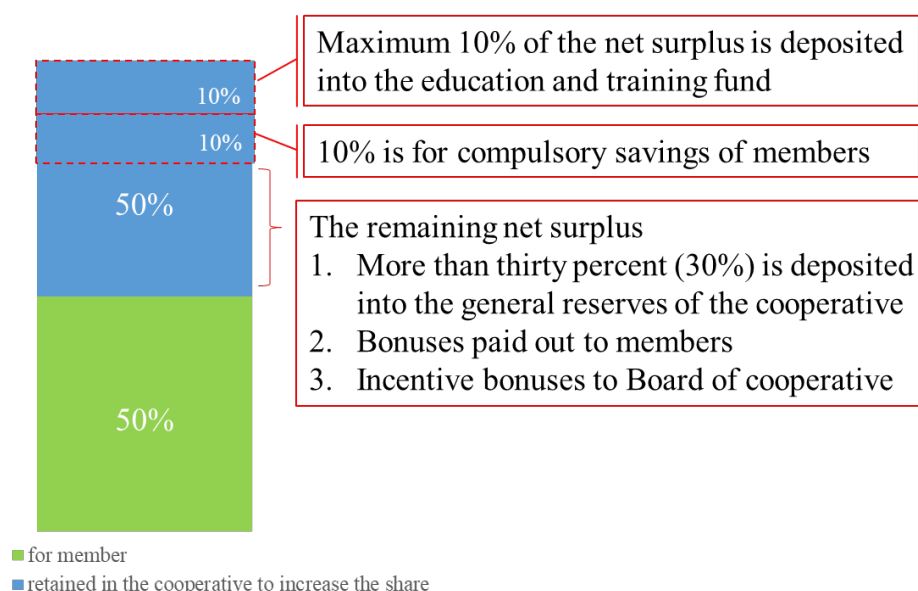 Maximum 10% of the net surplus is deposited
into the education and training fund
10%
10%
10% is for compulsory savings of members
50%
The remaining net surplus
1. More than thirty percent (30%) is deposited
into the general reserves of the cooperative
2. Bonuses paid out to members
3. Incentive bonuses to Board of cooperative
50%
for member
retained in the cooperative to increase the share